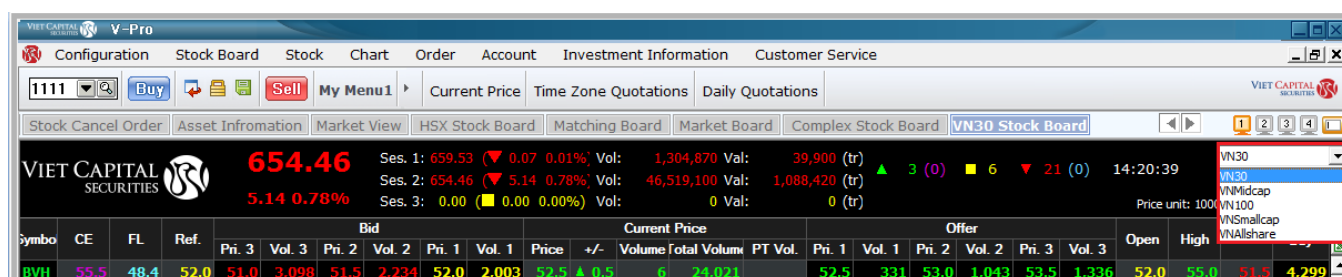 VIET CAPITAL SECURITIES V-Pro
Configuration Stock Board Stock Chart Order Account Investment Information Customer Service
1111 Buy Sell My Menu1 Current Price Time Zone Quotations Daily Quotations VIET CAPITAL SECURITIES
Stock Cancel Order Asset Infromation Market View HSX Stock Board Matching Board Market Board Complex Stock Board VN30 Stock Board 1 2 3 4
VIET CAPITAL SECURITIES
654.46
5.14 0.78%
Ses. 1: 659.53 (▼ 0.07 0.01%) Vol: 1,304,870 Val: 39,900 (tr)
Ses. 2: 654.46 (▼ 5.14 0.78%) Vol: 46,519,100 Val: 1,088,420 (tr)
Ses. 3: 0.00 (■ 0.00 0.00%) Vol: 0 Val: 0 (tr)
▲ 3 (0) ■ 6 ▼ 21 (0) 14:20:39
Price unit: 1000
VN30
VN30
VNMidcap
VN100
VNSmallcap
VNAllshare
Symbo CE FL Ref. Bid Current Price Offer Open High
Pri. 3 Vol. 3 Pri. 2 Vol. 2 Pri. 1 Vol. 1 Price +/- Volume Total Volume PT Vol. Pri. 1 Vol. 1 Pri. 2 Vol. 2 Pri. 3 Vol. 3
BVH 55.5 48.4 52.0 51.0 3.098 51.5 2.234 52.0 2.003 52.5 ▲ 0.5 6 24.021 52.5 331 53.0 1.043 53.5 1.336 52.0 55.0 51.5 4.299